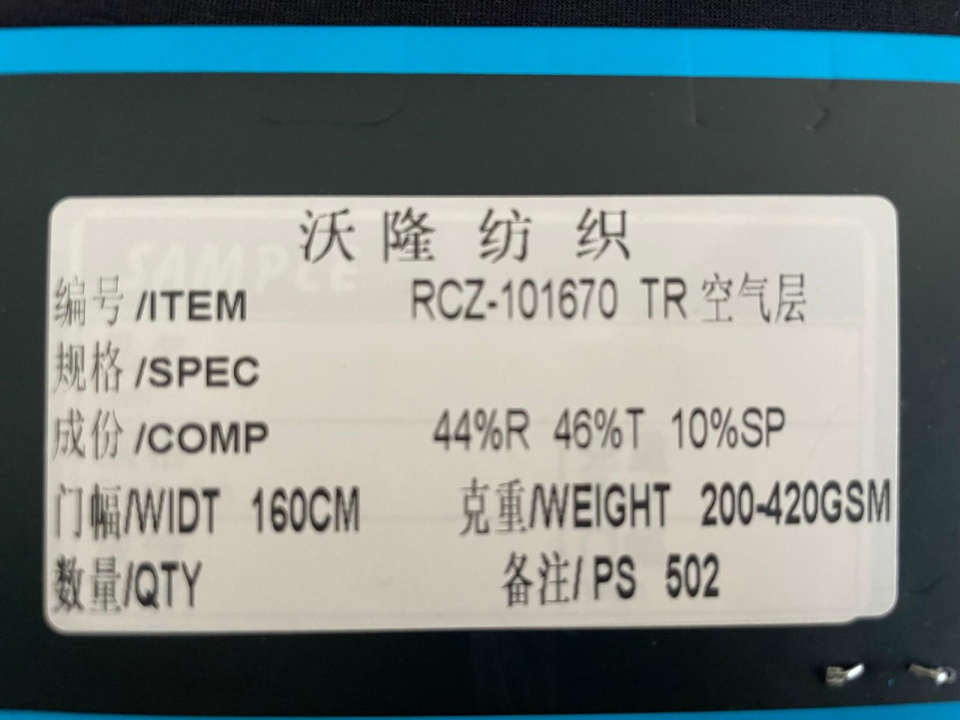 沃隆纺织
SAMPLE
编号/ITEM RCZ-101670 TR空气层
规格/SPEC
成份/COMP 44%R 46%T 10%SP
门幅/WIDT 160CM 克重/WEIGHT 200-420GSM
数量/QTY 备注/PS 502